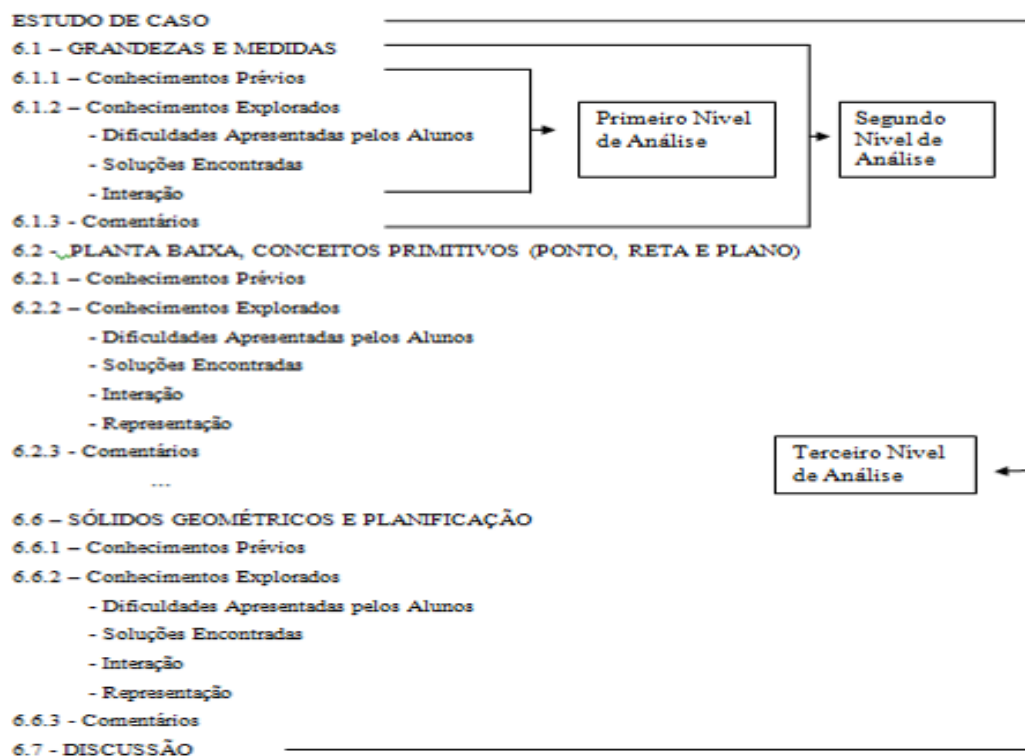 ESTUDO DE CASO
6.1 – GRANDEZAS E MEDIDAS
6.1.1 – Conhecimentos Prévios
6.1.2 – Conhecimentos Explorados
- Dificuldades Apresentadas pelos Alunos
- Soluções Encontradas
- Interação
6.1.3 - Comentários
Primeiro Nível
de Análise
Segundo
Nível de
Análise
6.2 - PLANTA BAIXA, CONCEITOS PRIMITIVOS (PONTO, RETA E PLANO)
6.2.1 – Conhecimentos Prévios
6.2.2 – Conhecimentos Explorados
- Dificuldades Apresentadas pelos Alunos
- Soluções Encontradas
- Interação
- Representação
6.2.3 - Comentários
...
Terceiro Nível
de Análise
6.6 – SÓLIDOS GEOMÉTRICOS E PLANIFICAÇÃO
6.6.1 – Conhecimentos Prévios
6.6.2 – Conhecimentos Explorados
- Dificuldades Apresentadas pelos Alunos
- Soluções Encontradas
- Interação
- Representação
6.6.3 - Comentários
6.7 - DISCUSSÃO